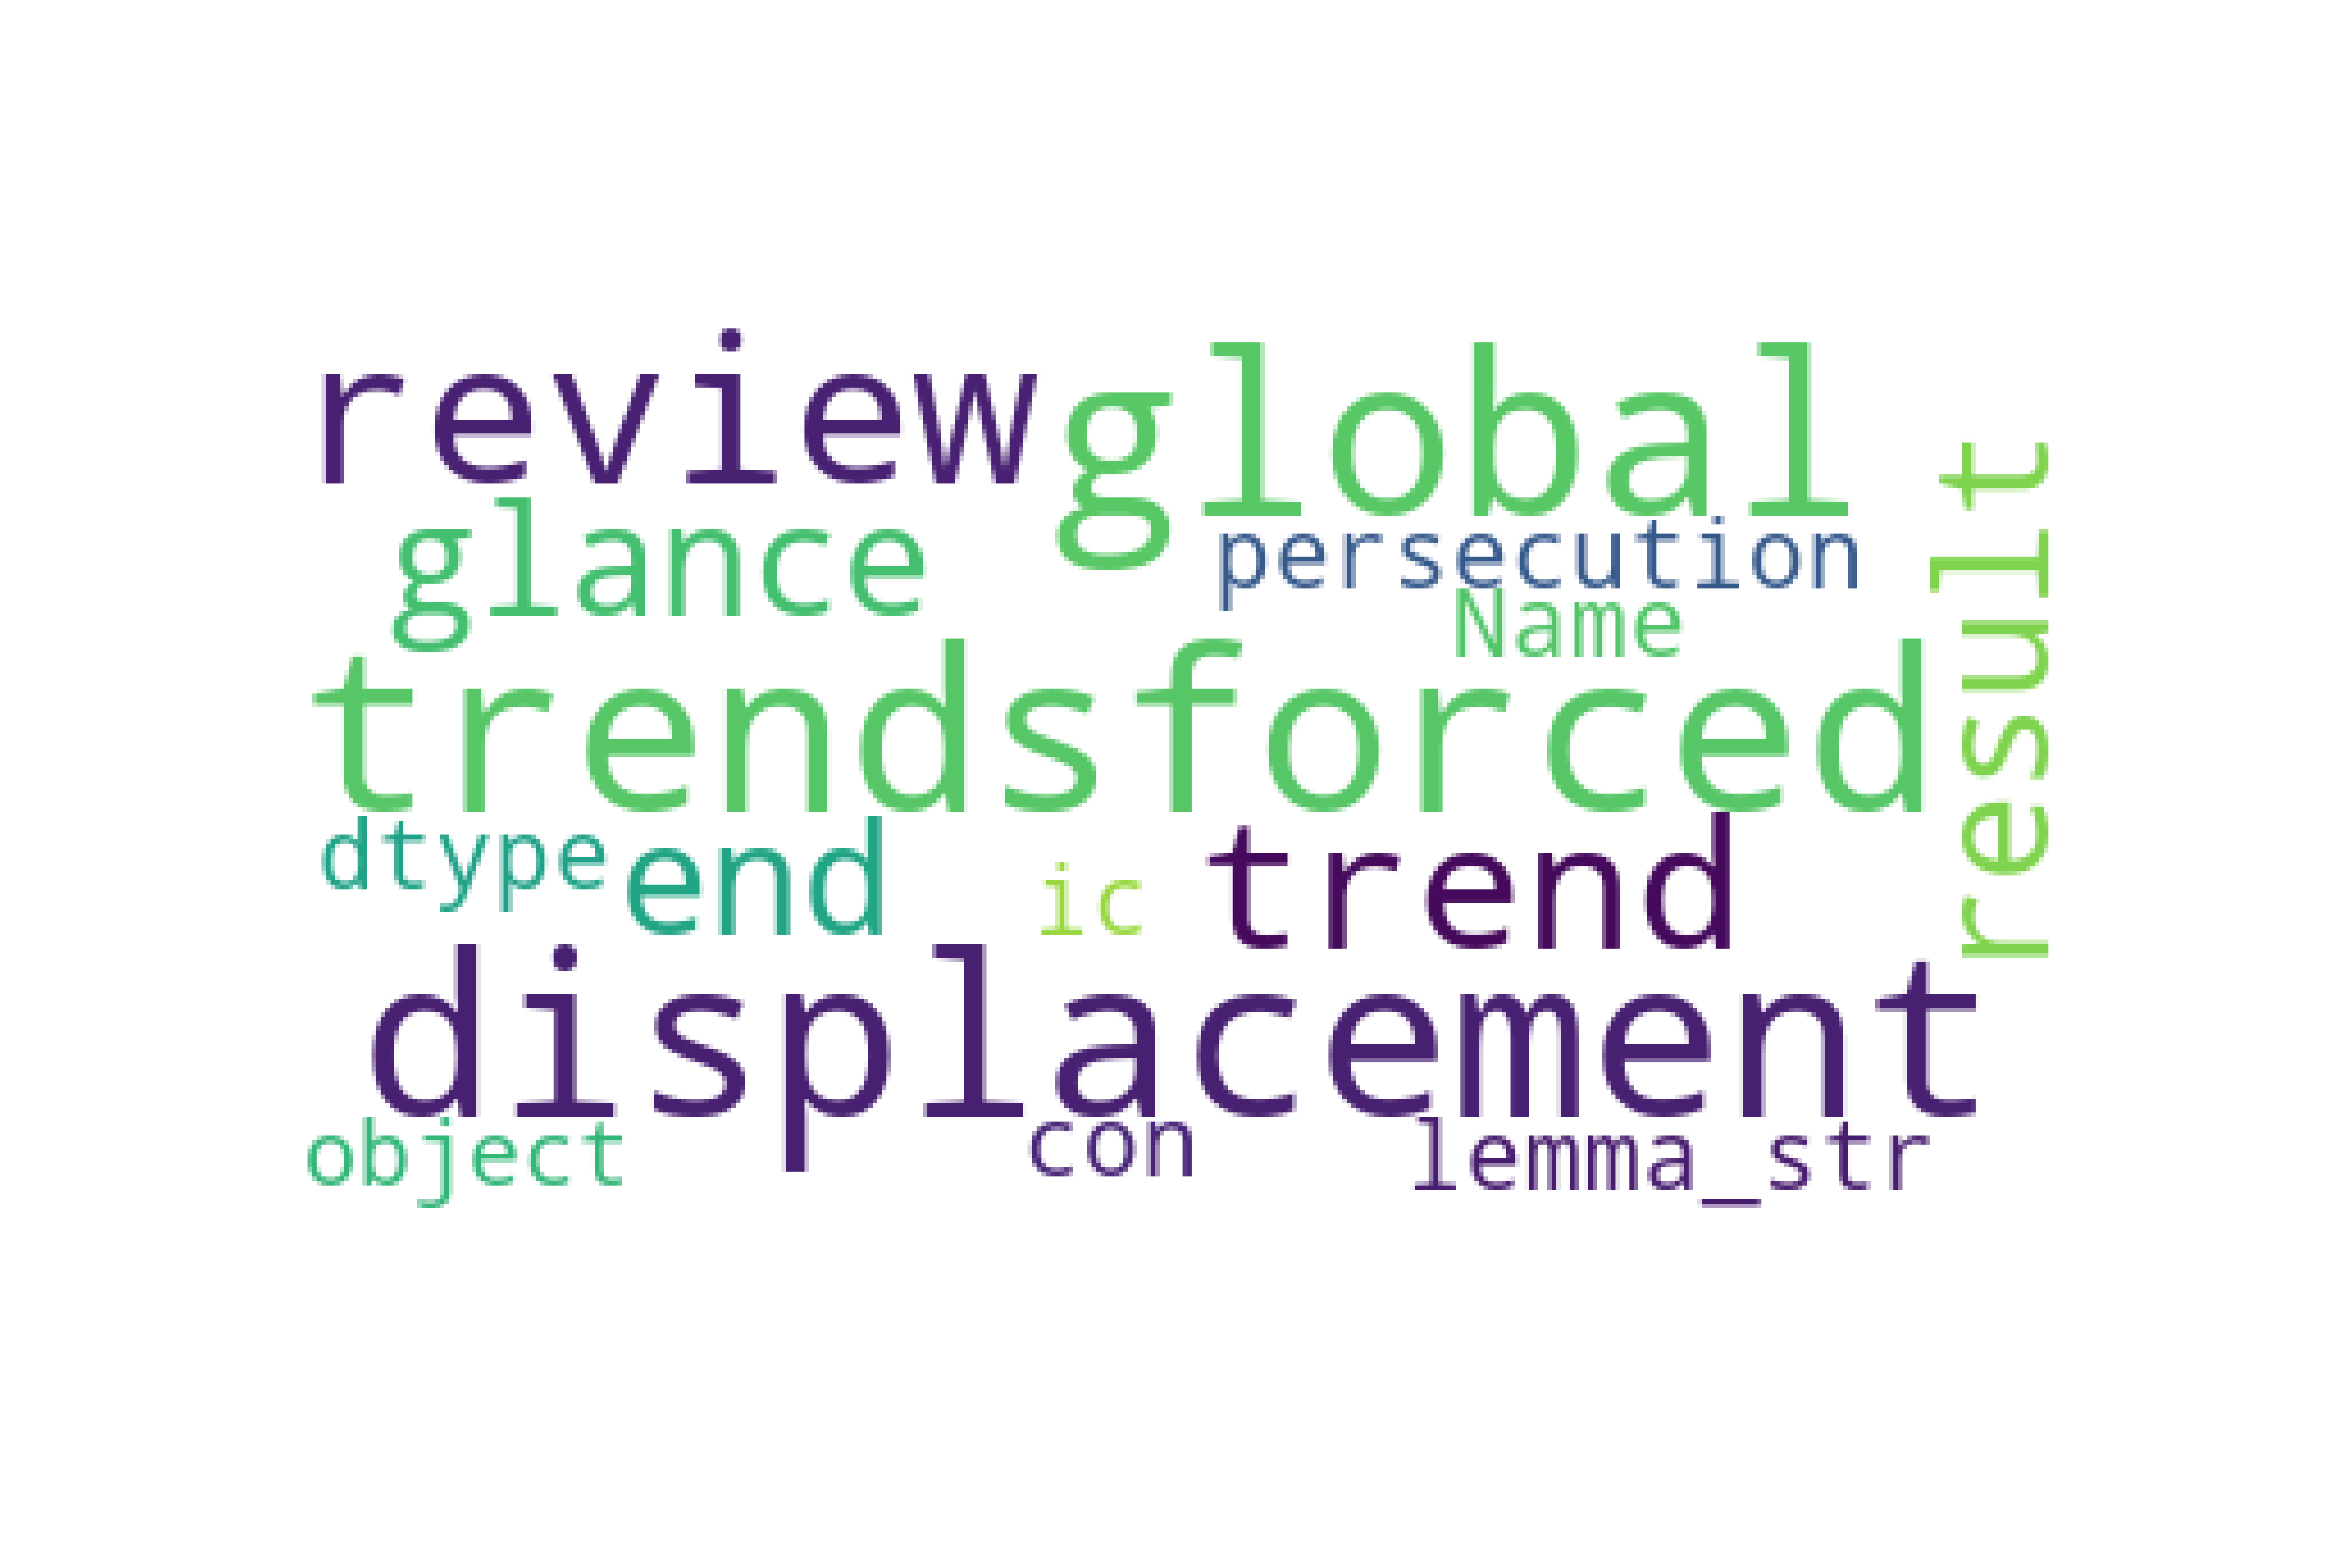 review
global
glance
persecution
Name
trendsforced
result
dtype
end
ic
trend
displacement
object
con
lemma_str